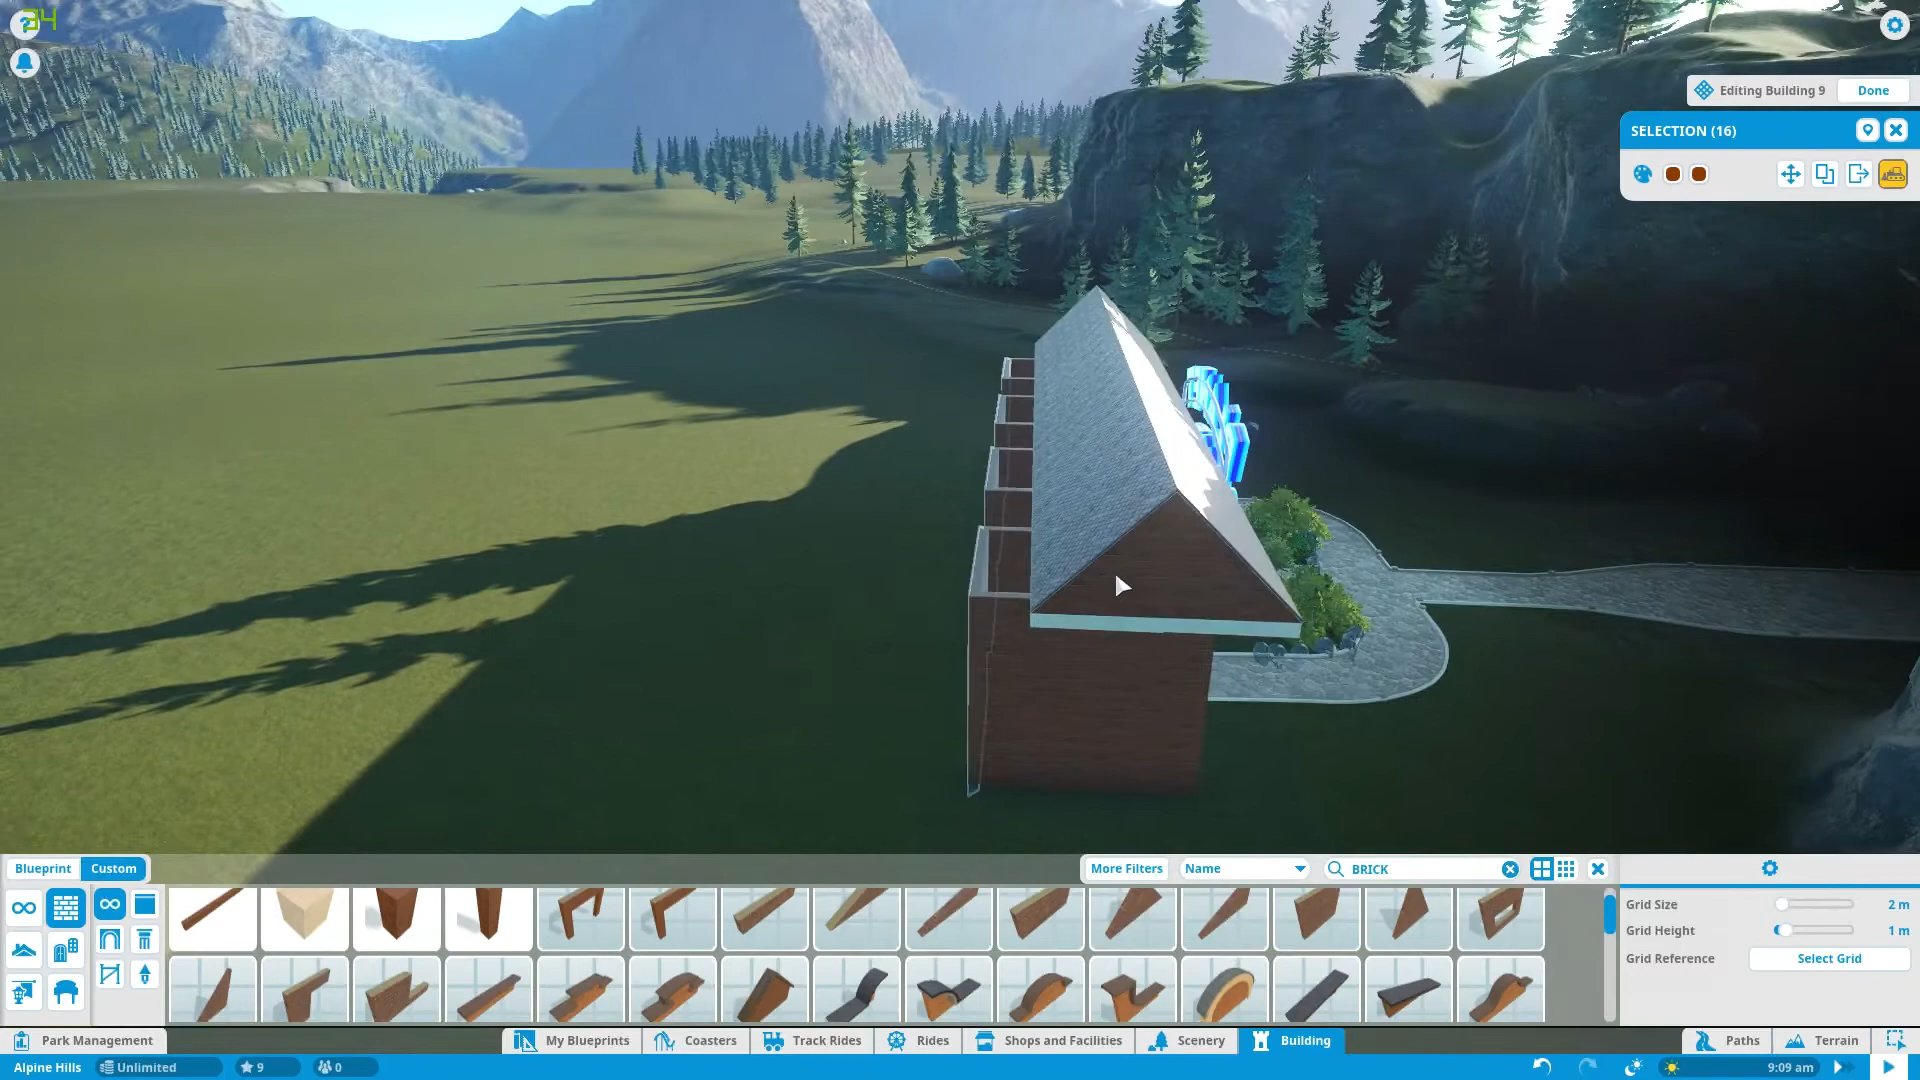 34
Editing Building 9
Done
SELECTION (16)
Blueprint
Custom
More Filters
Name
BRICK
Grid Size
2 m
Grid Height
1 m
Grid Reference
Select Grid
Park Management
My Blueprints
Coasters
Track Rides
Rides
Shops and Facilities
Scenery
Building
Paths
Terrain
Alpine Hills
Unlimited
9
0
9:09 am